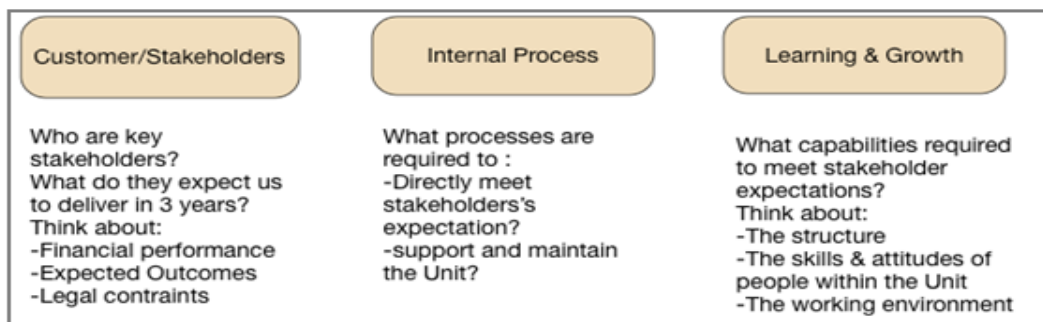 Customer/Stakeholders
Who are key
stakeholders?
What do they expect us
to deliver in 3 years?
Think about:
-Financial performance
-Expected Outcomes
-Legal contraints
Internal Process
What processes are
required to :
-Directly meet
stakeholders's
expectation?
-support and maintain
the Unit?
Learning & Growth
What capabilities required
to meet stakeholder
expectations?
Think about:
-The structure
-The skills & attitudes of
people within the Unit
-The working environment